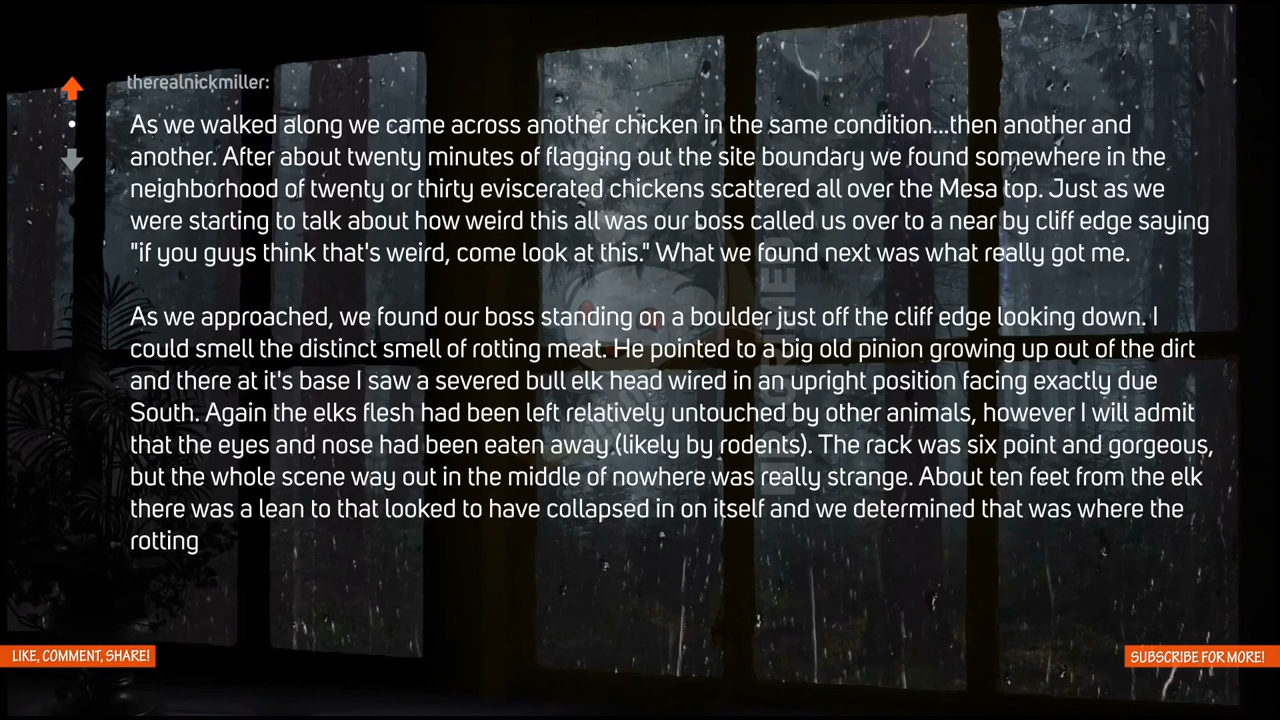 therealnickmiller:
As we walked along we came across another chicken in the same condition...then another and
another. After about twenty minutes of flagging out the site boundary we found somewhere in the
neighborhood of twenty or thirty eviscerated chickens scattered all over the Mesa top. Just as we
were starting to talk about how weird this all was our boss called us over to a near by cliff edge saying
"if you guys think that's weird, come look at this." What we found next was what really got me.
As we approached, we found our boss standing on a boulder just off the cliff edge looking down. I
could smell the distinct smell of rotting meat. He pointed to a big old pinion growing up out of the dirt
and there at it's base I saw a severed bull elk head wired in an upright position facing exactly due
South. Again the elks flesh had been left relatively untouched by other animals, however I will admit
that the eyes and nose had been eaten away (likely by rodents). The rack was six point and gorgeous,
but the whole scene way out in the middle of nowhere was really strange. About ten feet from the elk
there was a lean to that looked to have collapsed in on itself and we determined that was where the
rotting
LIKE, COMMENT, SHARE!
SUBSCRIBE FOR MORE!